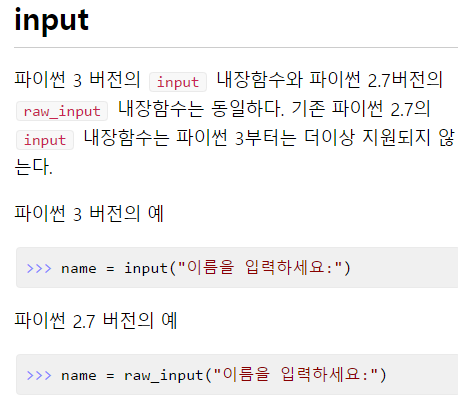 input
파이썬 3 버전의 input 내장함수와 파이썬 2.7버전의
raw_input 내장함수는 동일하다. 기존 파이썬 2.7의
input 내장함수는 파이썬 3부터는 더이상 지원되지 않
는다.
파이썬 3 버전의 예
>>> name = input("이름을 입력하세요:")
파이썬 2.7 버전의 예
>>> name = raw_input("이름을 입력하세요:")